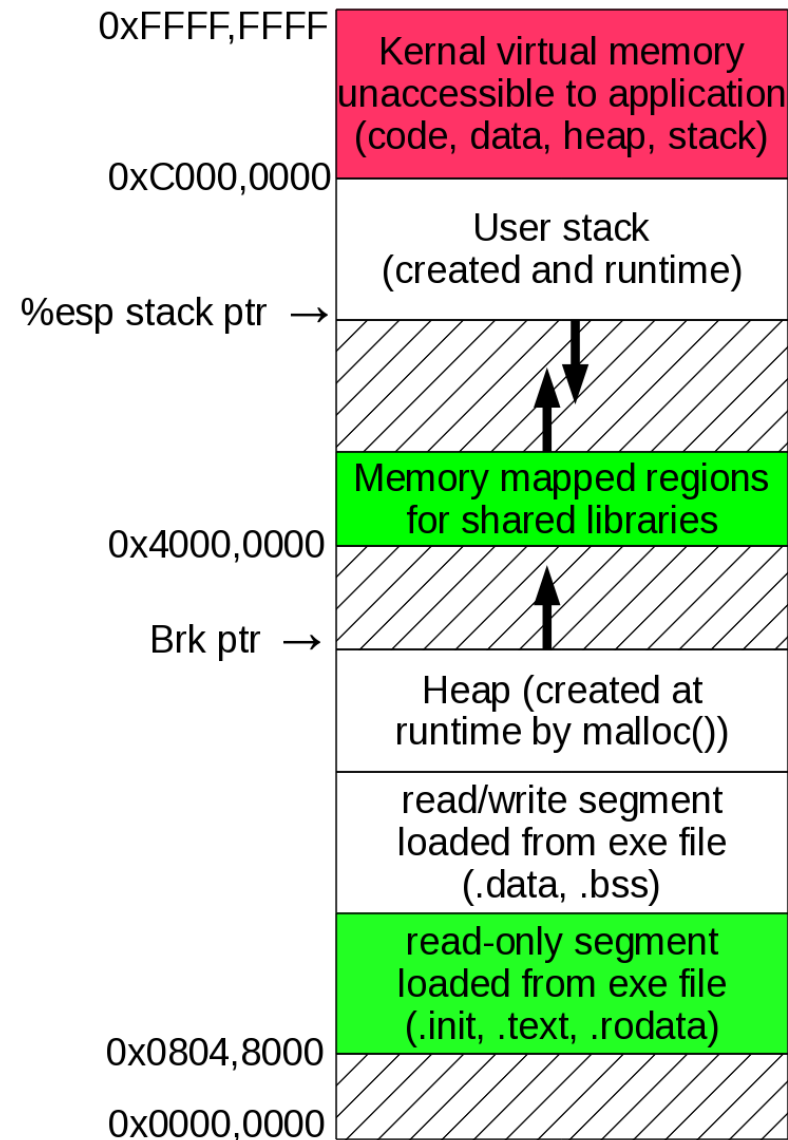 0xFFFF,FFFF
Kernal virtual memory
unaccessible to application
(code, data, heap, stack)
0xC000,0000
User stack
(created and runtime)
%esp stack ptr →
Memory mapped regions
for shared libraries
0x4000,0000
Brk ptr →
Heap (created at
runtime by malloc())
read/write segment
loaded from exe file
(.data, .bss)
read-only segment
loaded from exe file
(.init, .text, .rodata)
0x0804,8000
0x0000,0000